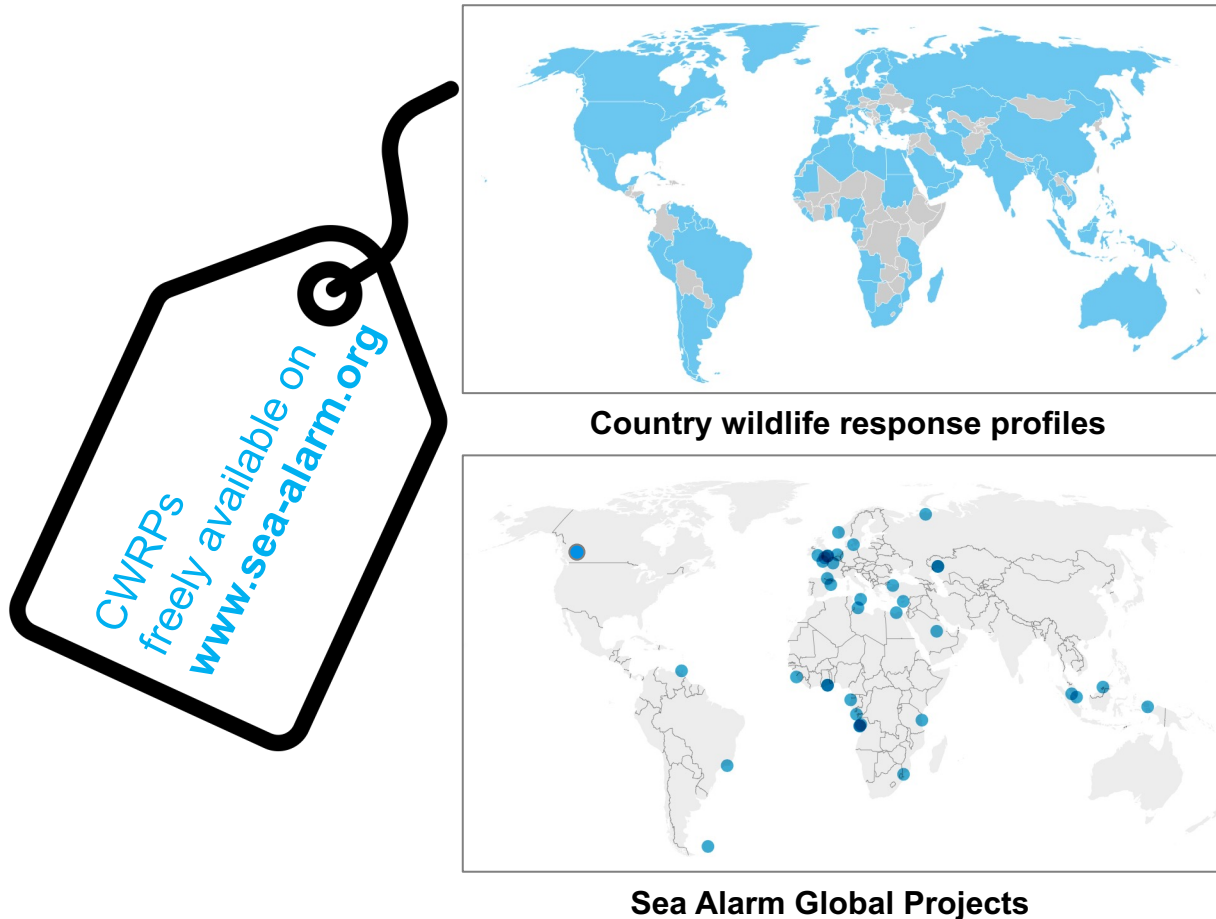 CWRPs
freely available on
www.sea-alarm.org
Country wildlife response profiles
Sea Alarm Global Projects